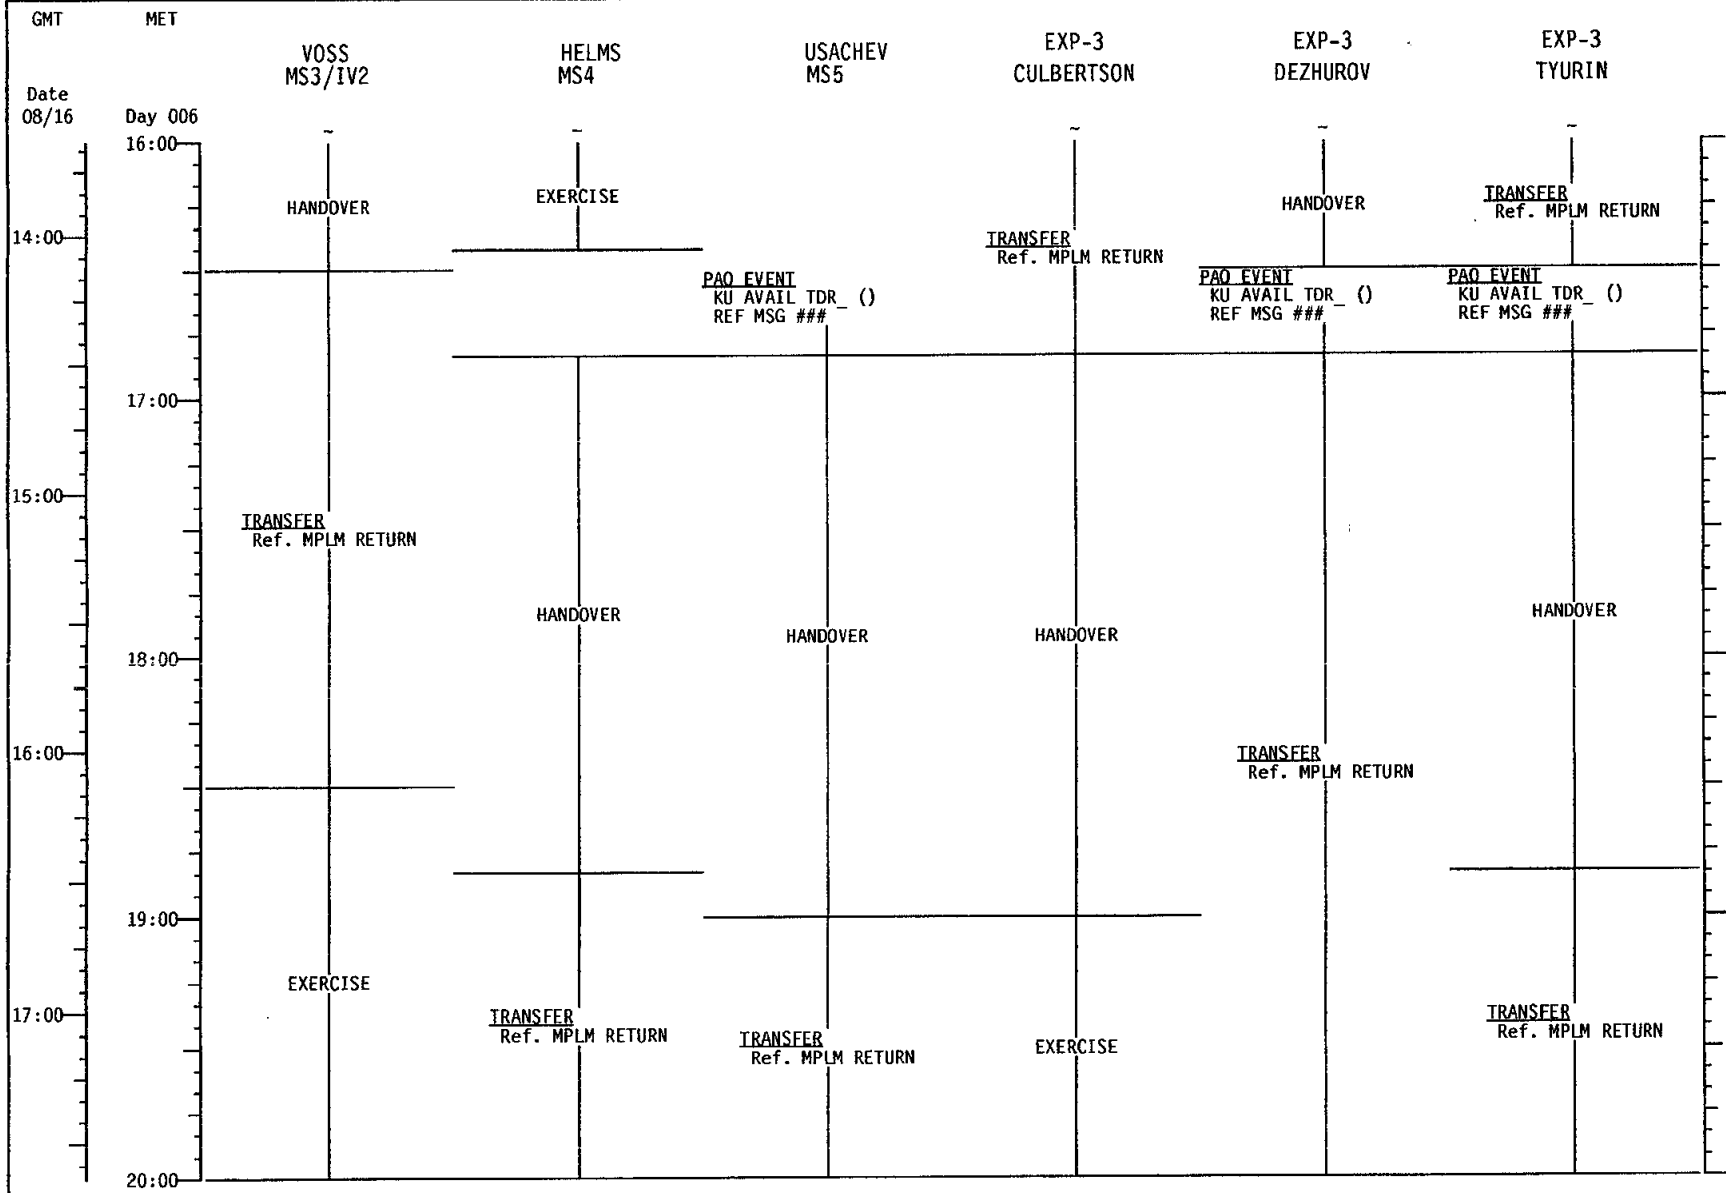 GMT MET
VOSS HELMS USACHEV EXP-3 EXP-3 EXP-3
MS3/IV2 MS4 MS5 CULBERTSON DEZHUROV TYURIN
Date
08/16 Day 006
~ ~ ~ ~ ~
16:00
HANDOVER EXERCISE HANDOVER TRANSFER
Ref. MPLM RETURN
14:00
TRANSFER
Ref. MPLM RETURN
PAO EVENT PAO EVENT PAO EVENT
KU AVAIL TDR_ () KU AVAIL TDR_ () KU AVAIL TDR_ ()
REF MSG ### REF MSG ### REF MSG ###
17:00
15:00
TRANSFER
Ref. MPLM RETURN
HANDOVER HANDOVER
HANDOVER HANDOVER
18:00
16:00
TRANSFER
Ref. MPLM RETURN
19:00
EXERCISE
17:00
TRANSFER TRANSFER
Ref. MPLM RETURN Ref. MPLM RETURN
TRANSFER EXERCISE
Ref. MPLM RETURN
20:00